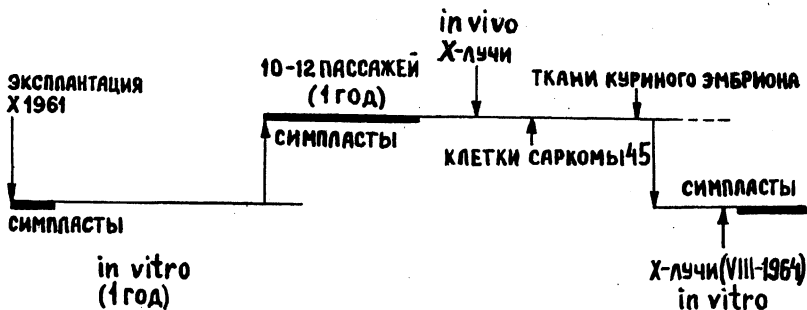 ЭКСПЛАНТАЦИЯ
X 1961
СИМПЛАСТЫ
in vitro
(1 год)
10-12 ПАССАЖЕЙ
(1 год)
СИМПЛАСТЫ
in vivo
X-лучи
КЛЕТКИ САРКОМЫ 45
ТКАНИ КУРИНОГО ЭМБРИОНА
СИМПЛАСТЫ
X-лучи (VIII-1964)
in vitro